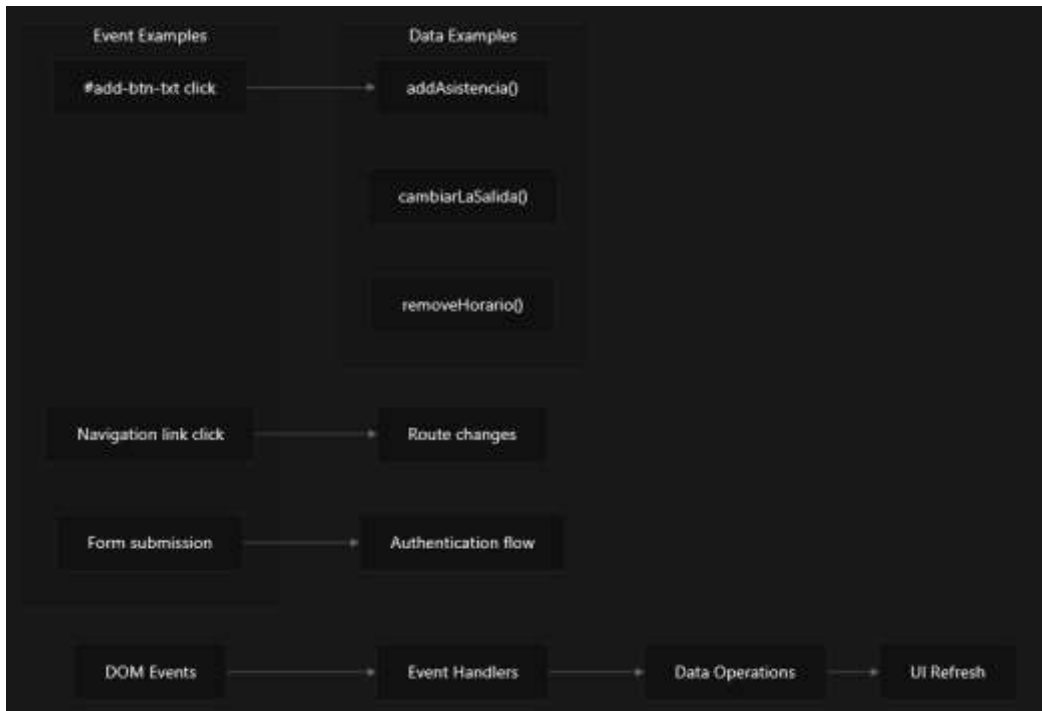 Event Examples
Data Examples
#add-btn-txt click
addAsistencia()
cambiarLaSalida()
removeHorario()
Navigation link click
Route changes
Form submission
Authentication flow
DOM Events
Event Handlers
Data Operations
UI Refresh